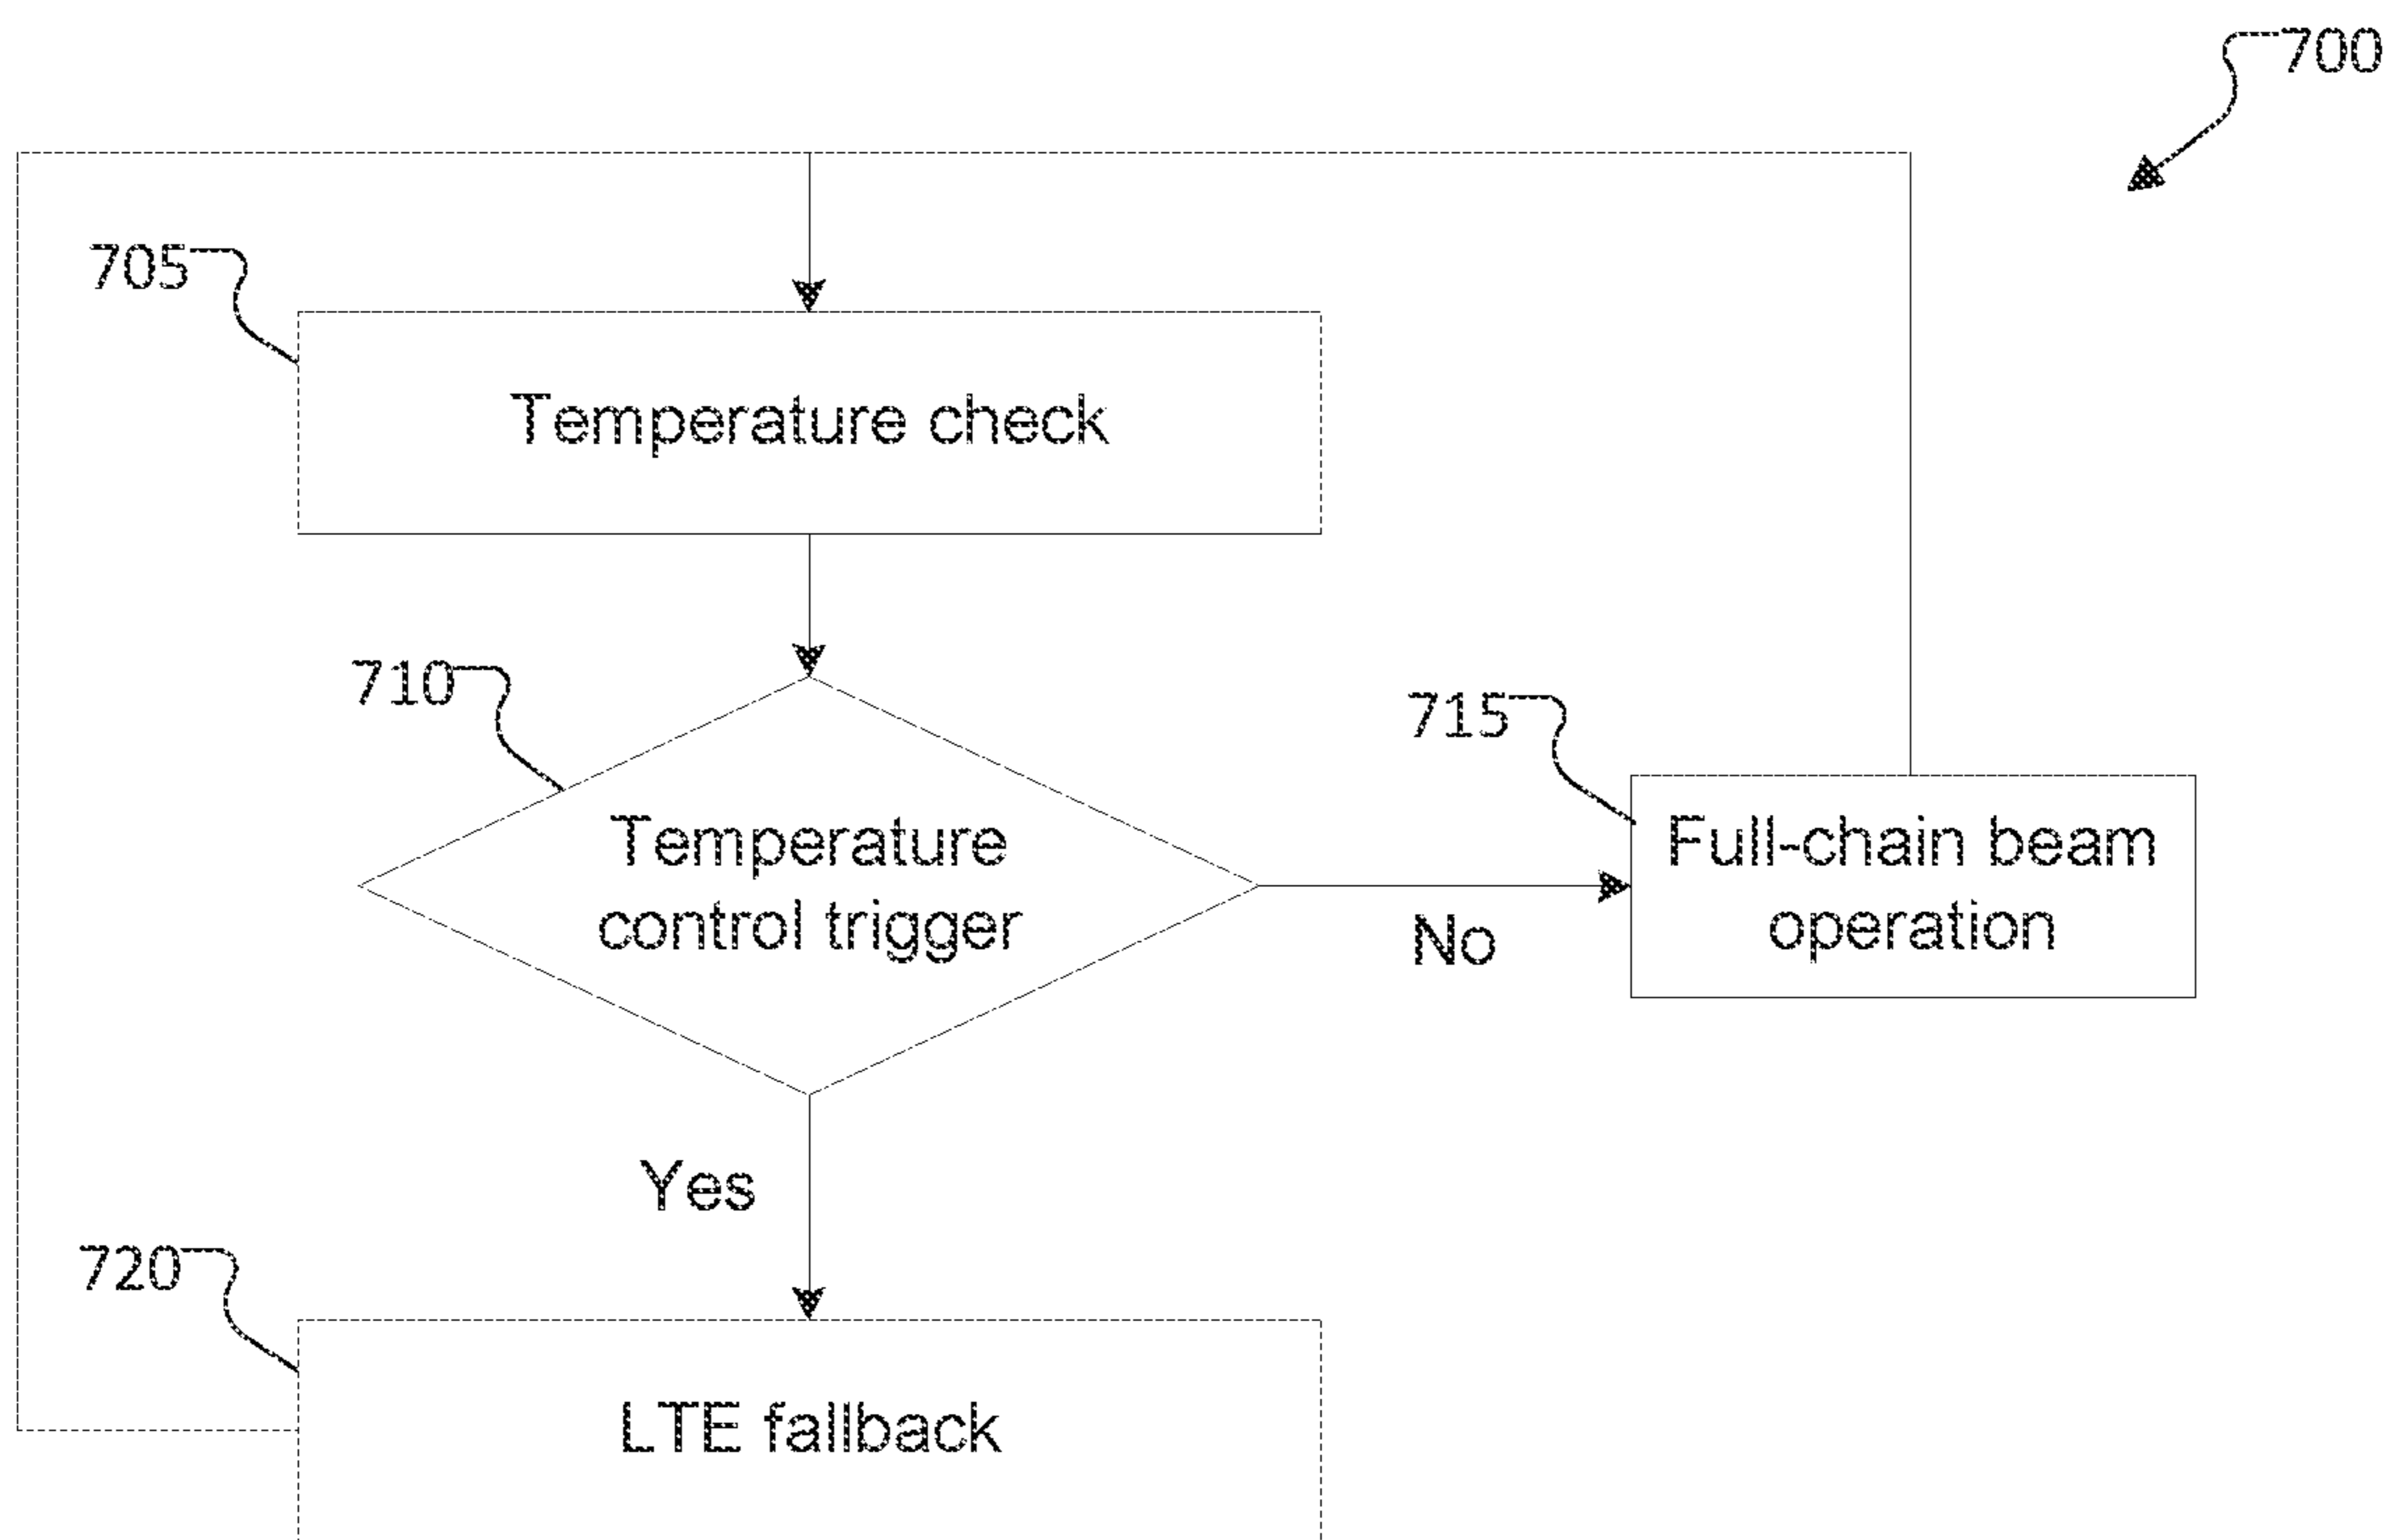 700
705
Temperature check
710
Temperature
control trigger
715
Full-chain beam
operation
No
Yes
720
LTE fallback